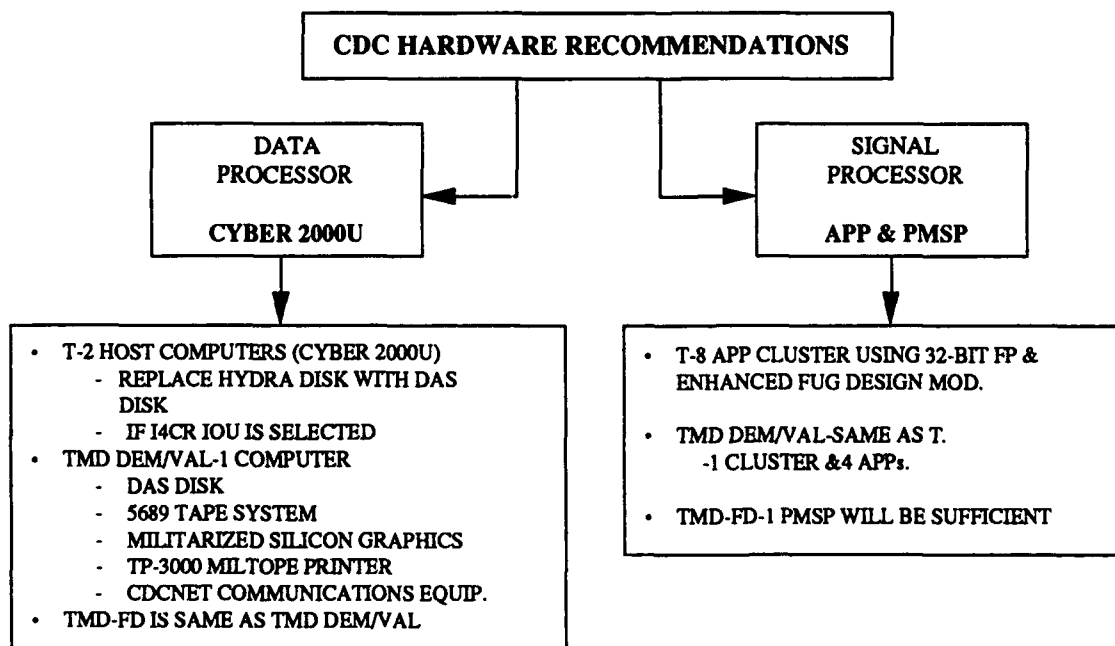 CDC HARDWARE RECOMMENDATIONS
DATA
PROCESSOR
CYBER 2000U
SIGNAL
PROCESSOR
APP & PMSP
• T-2 HOST COMPUTERS (CYBER 2000U)
- REPLACE HYDRA DISK WITH DAS
DISK
- IF I4CR IOU IS SELECTED
• TMD DEM/VAL-1 COMPUTER
- DAS DISK
- 5689 TAPE SYSTEM
- MILITARIZED SILICON GRAPHICS
- TP-3000 MILTOPE PRINTER
- CDCNET COMMUNICATIONS EQUIP.
• TMD-FD IS SAME AS TMD DEM/VAL
• T-8 APP CLUSTER USING 32-BIT FP &
ENHANCED FUG DESIGN MOD.
• TMD DEM/VAL-SAME AS T.
-1 CLUSTER &4 APPs.
• TMD-FD-1 PMSP WILL BE SUFFICIENT